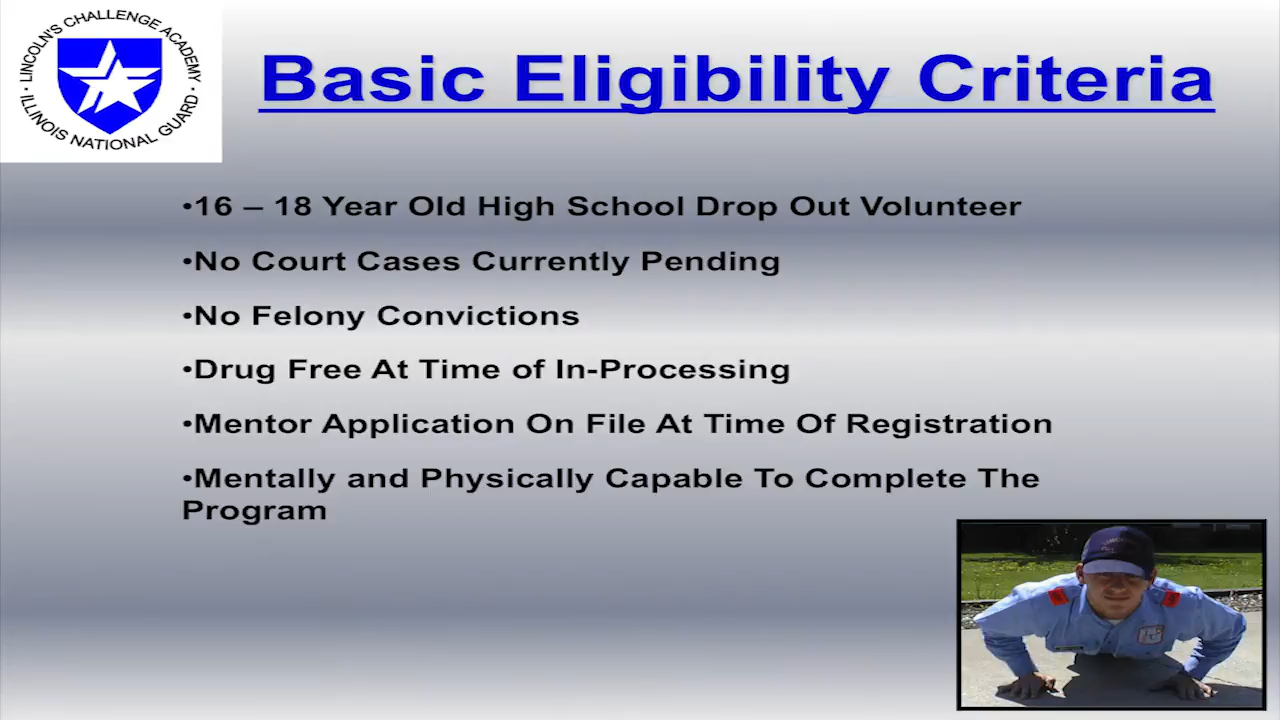 · LINCOLN'S CHALLENGE ACADEMY ·
ILLINOIS NATIONAL GUARD
Basic Eligibility Criteria
•16 – 18 Year Old High School Drop Out Volunteer
•No Court Cases Currently Pending
•No Felony Convictions
•Drug Free At Time of In-Processing
•Mentor Application On File At Time Of Registration
•Mentally and Physically Capable To Complete The
Program